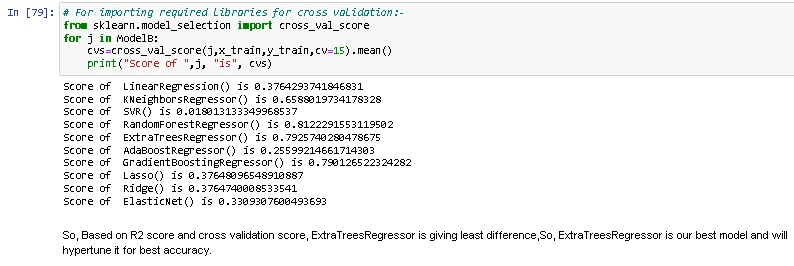 In [79]: # For importing required Libraries for cross validation:-
from sklearn.model_selection import cross_val_score
for j in ModelB:
    cvs=cross_val_score(j,x_train,y_train,cv=15).mean()
    print("Score of ",j, "is", cvs)
Score of  LinearRegression() is 0.3764293741846831
Score of  KNeighborsRegressor() is 0.6588019734178328
Score of  SVR() is 0.018013133349968537
Score of  RandomForestRegressor() is 0.8122291553119502
Score of  ExtraTreesRegressor() is 0.7925740280478675
Score of  AdaBoostRegressor() is 0.25599214661714303
Score of  GradientBoostingRegressor() is 0.790126522324282
Score of  Lasso() is 0.37648096548910887
Score of  Ridge() is 0.3764740008533541
Score of  ElasticNet() is 0.3309307600493693
So, Based on R2 score and cross validation score, ExtraTreesRegressor is giving least difference,So, ExtraTreesRegressor is our best model and will
hypertune it for best accuracy.